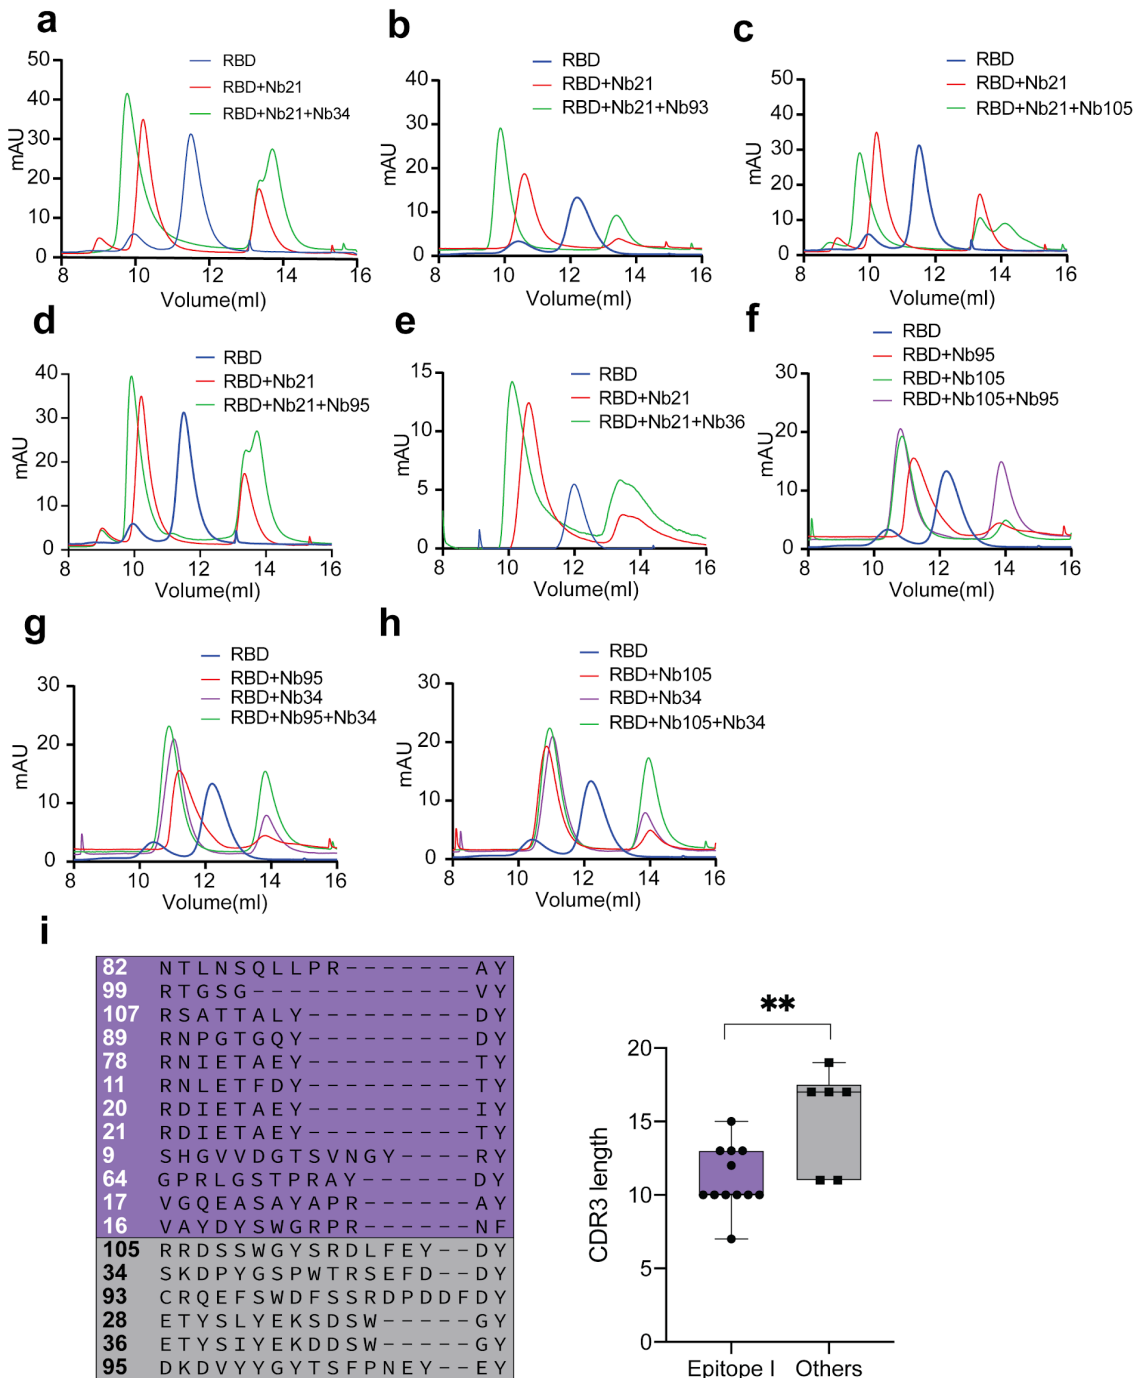 a
RBD
RBD+Nb21
RBD+Nb21+Nb34
50
40
30
20
10
0
mAU
8 10 12 14 16
Volume(ml)
b
RBD
RBD+Nb21
RBD+Nb21+Nb93
40
30
20
10
0
mAU
8 10 12 14 16
Volume(ml)
c
RBD
RBD+Nb21
RBD+Nb21+Nb105
50
40
30
20
10
0
mAU
8 10 12 14 16
Volume(ml)
d
RBD
RBD+Nb21
RBD+Nb21+Nb95
40
30
20
10
0
mAU
8 10 12 14 16
Volume(ml)
e
RBD
RBD+Nb21
RBD+Nb21+Nb36
15
10
5
0
mAU
8 10 12 14 16
Volume(ml)
f
RBD
RBD+Nb95
RBD+Nb105
RBD+Nb105+Nb95
30
20
10
0
mAU
8 10 12 14 16
Volume(ml)
g
RBD
RBD+Nb95
RBD+Nb34
RBD+Nb95+Nb34
30
20
10
0
mAU
8 10 12 14 16
Volume(ml)
h
RBD
RBD+Nb105
RBD+Nb34
RBD+Nb105+Nb34
30
20
10
0
mAU
8 10 12 14 16
Volume(ml)
i
82 NTLNSQLLPR-------AY
99 RTGSG------------VY
107 RSATTALY---------DY
89 RNPGTGQY---------DY
78 RNIETAEY---------TY
11 RNLETFDY---------TY
20 RDIETAEY---------IY
21 RDIETAEY---------TY
9 SHGVVDGTSVNGY----RY
64 GPRLGSTPRAY------DY
17 VGQEASAYAPR------AY
16 VAYDYSWGRPR------NF
105 RRDSSWGYSRDLFEY--DY
34 SKDPYGSPWTRSEFD--DY
93 CRQEFSWDFSSRDPDDFDY
28 ETYSLYEKSDSW-----GY
36 ETYSIYEKDDSW-----GY
95 DKDVYYGYTSFPNEY--EY
**
20
15
10
5
0
CDR3 length
Epitope I Others